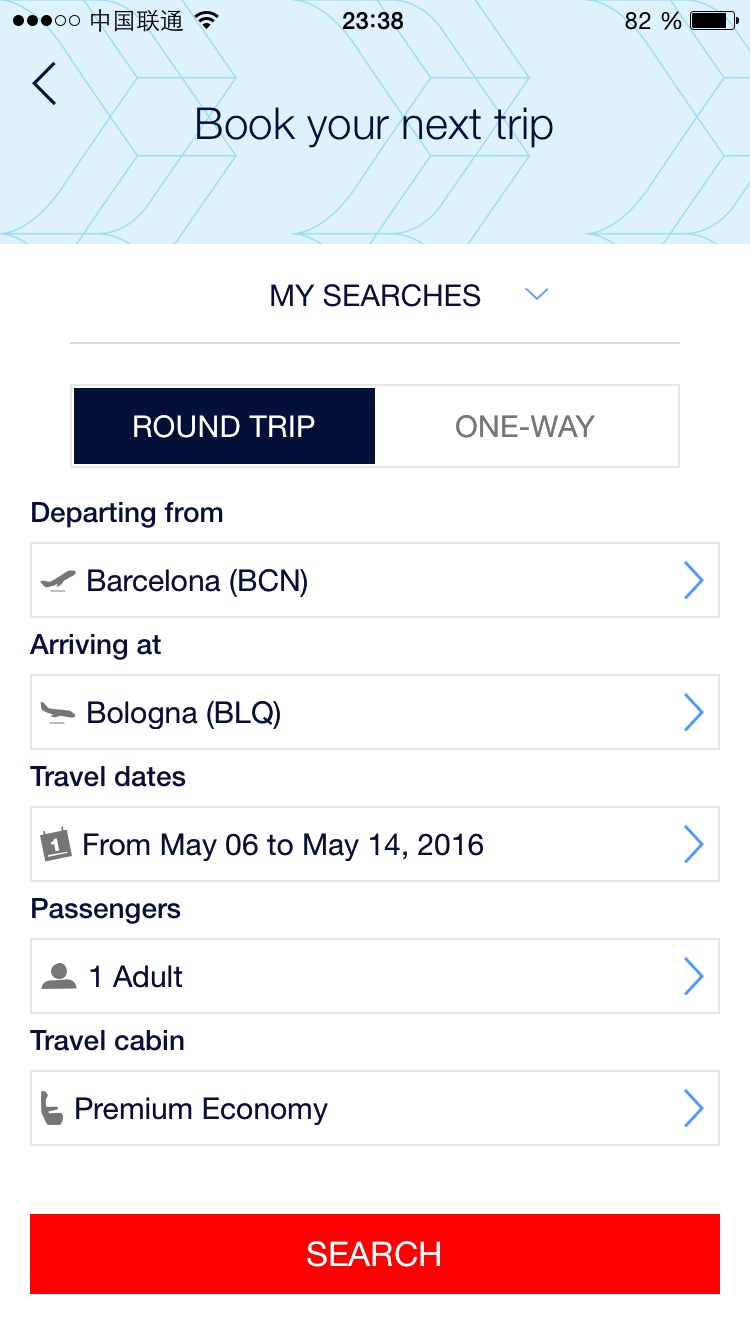 中国联通 23:38 82 %
Book your next trip
MY SEARCHES
ROUND TRIP ONE-WAY
Departing from
Barcelona (BCN)
Arriving at
Bologna (BLQ)
Travel dates
1 From May 06 to May 14, 2016
Passengers
1 Adult
Travel cabin
Premium Economy
SEARCH